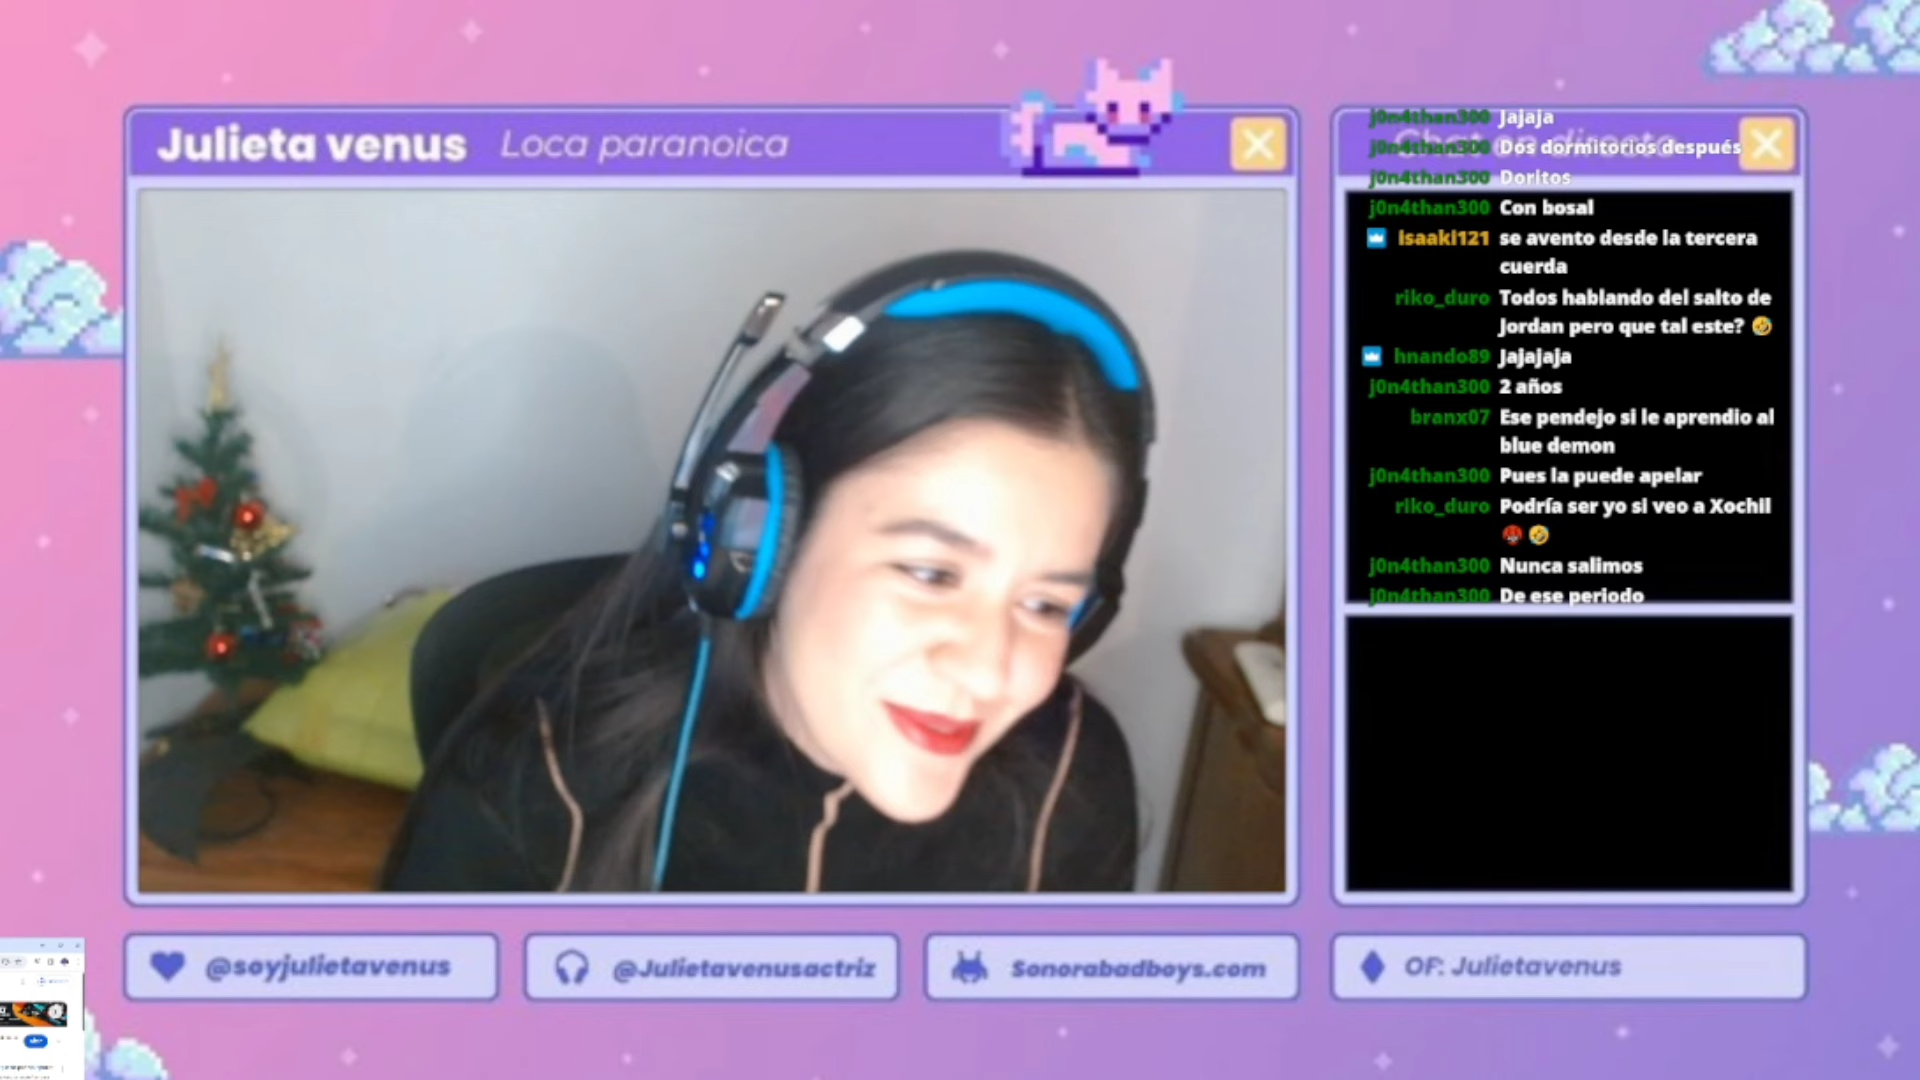 Julieta venus Loca paranoica
j0n4than300 Jajaja
j0n4than300 Dos dormitorios después
j0n4than300 Doritos
j0n4than300 Con bosal
isaaki121 se avento desde la tercera
cuerda
riko_duro Todos hablando del salto de
Jordan pero que tal este? 🤣
hnando89 Jajajaja
j0n4than300 2 años
branx07 Ese pendejo si le aprendio al
blue demon
j0n4than300 Pues la puede apelar
riko_duro Podría ser yo si veo a Xochil
🤣
j0n4than300 Nunca salimos
j0n4than300 De ese periodo
@soyjulietavenus
@Julietavenusactriz
Sonorabadboys.com
OF: Julietavenus